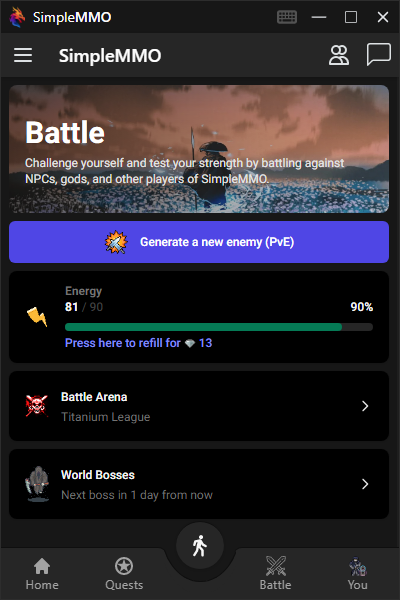 SimpleMMO
SimpleMMO
Battle
Challenge yourself and test your strength by battling against
NPCs, gods, and other players of SimpleMMO.
Generate a new enemy (PvE)
Energy
81 / 90
90%
Press here to refill for 13
Battle Arena
Titanium League
World Bosses
Next boss in 1 day from now
Home
Quests
Battle
You